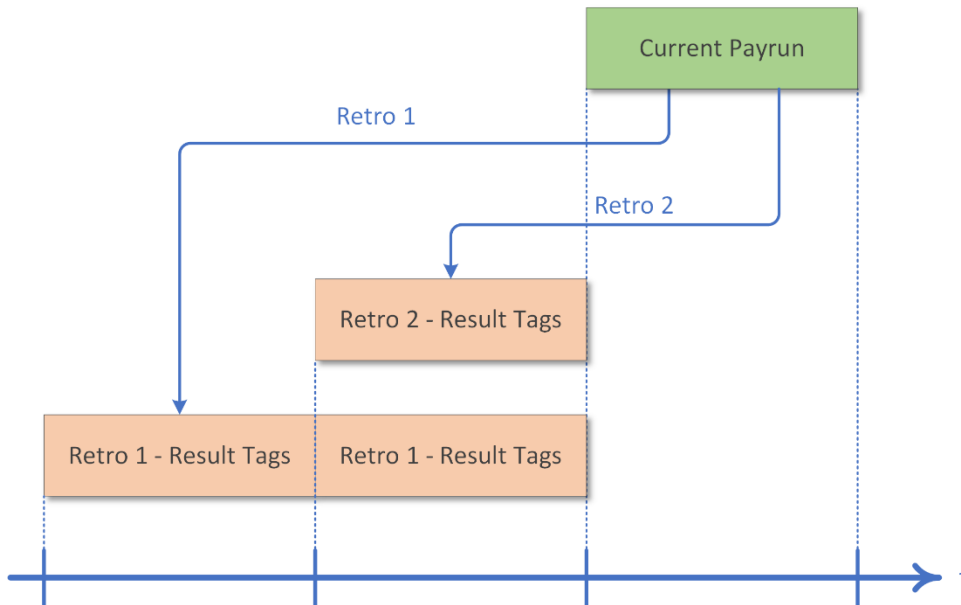 Current Payrun
Retro 1
Retro 2
Retro 2 - Result Tags
Retro 1 - Result Tags
Retro 1 - Result Tags